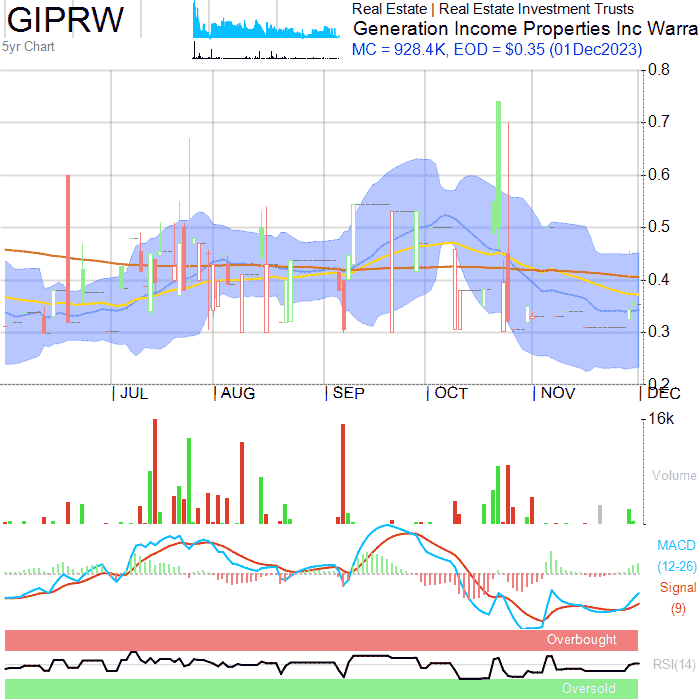 GIPRW
5yr Chart
Real Estate | Real Estate Investment Trusts
Generation Income Properties Inc Warra
MC = 928.4K, EOD = $0.35 (01Dec2023)
0.8
0.7
0.6
0.5
0.4
0.3
0.2
JUL AUG SEP OCT NOV DEC
16k
Volume
MACD
(12-26)
Signal
(9)
Overbought
RSI(14)
Oversold